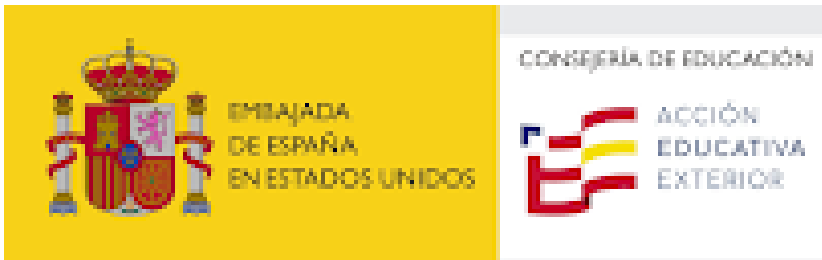 EMBAJADA
DE ESPAÑA
EN ESTADOS UNIDOS
CONSEJERÍA DE EDUCACIÓN
ACCIÓN
EDUCATIVA
EXTERIOR